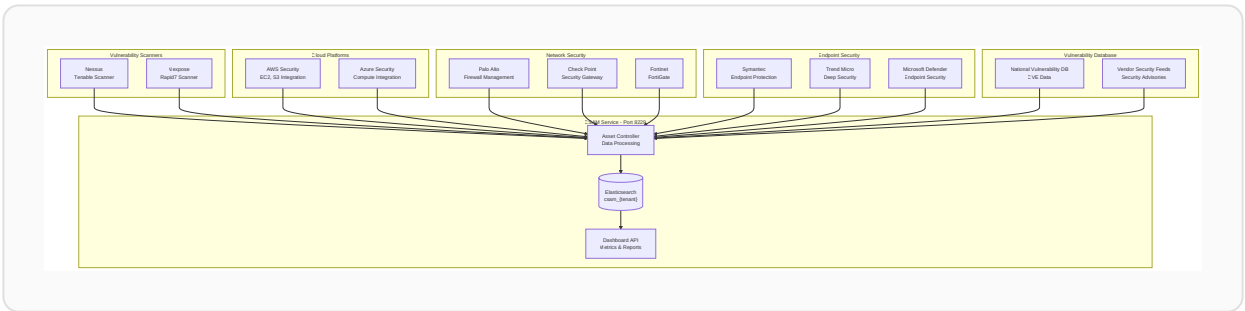 Vulnerability Scanners
Cloud Platforms
Network Security
Endpoint Security
Vulnerability Database
Nessus
Tenable Scanner
Nexpose
Rapid7 Scanner
AWS Security
EC2, S3 Integration
Azure Security
Compute Integration
Palo Alto
Firewall Management
Check Point
Security Gateway
Fortinet
FortiGate
Symantec
Endpoint Protection
Trend Micro
Deep Security
Microsoft Defender
Endpoint Security
National Vulnerability DB
CVE Data
Vendor Security Feeds
Security Advisories
Service - Port
Asset Controller
Data Processing
Elasticsearch
csam_{tenant}
Dashboard API
Metrics & Reports